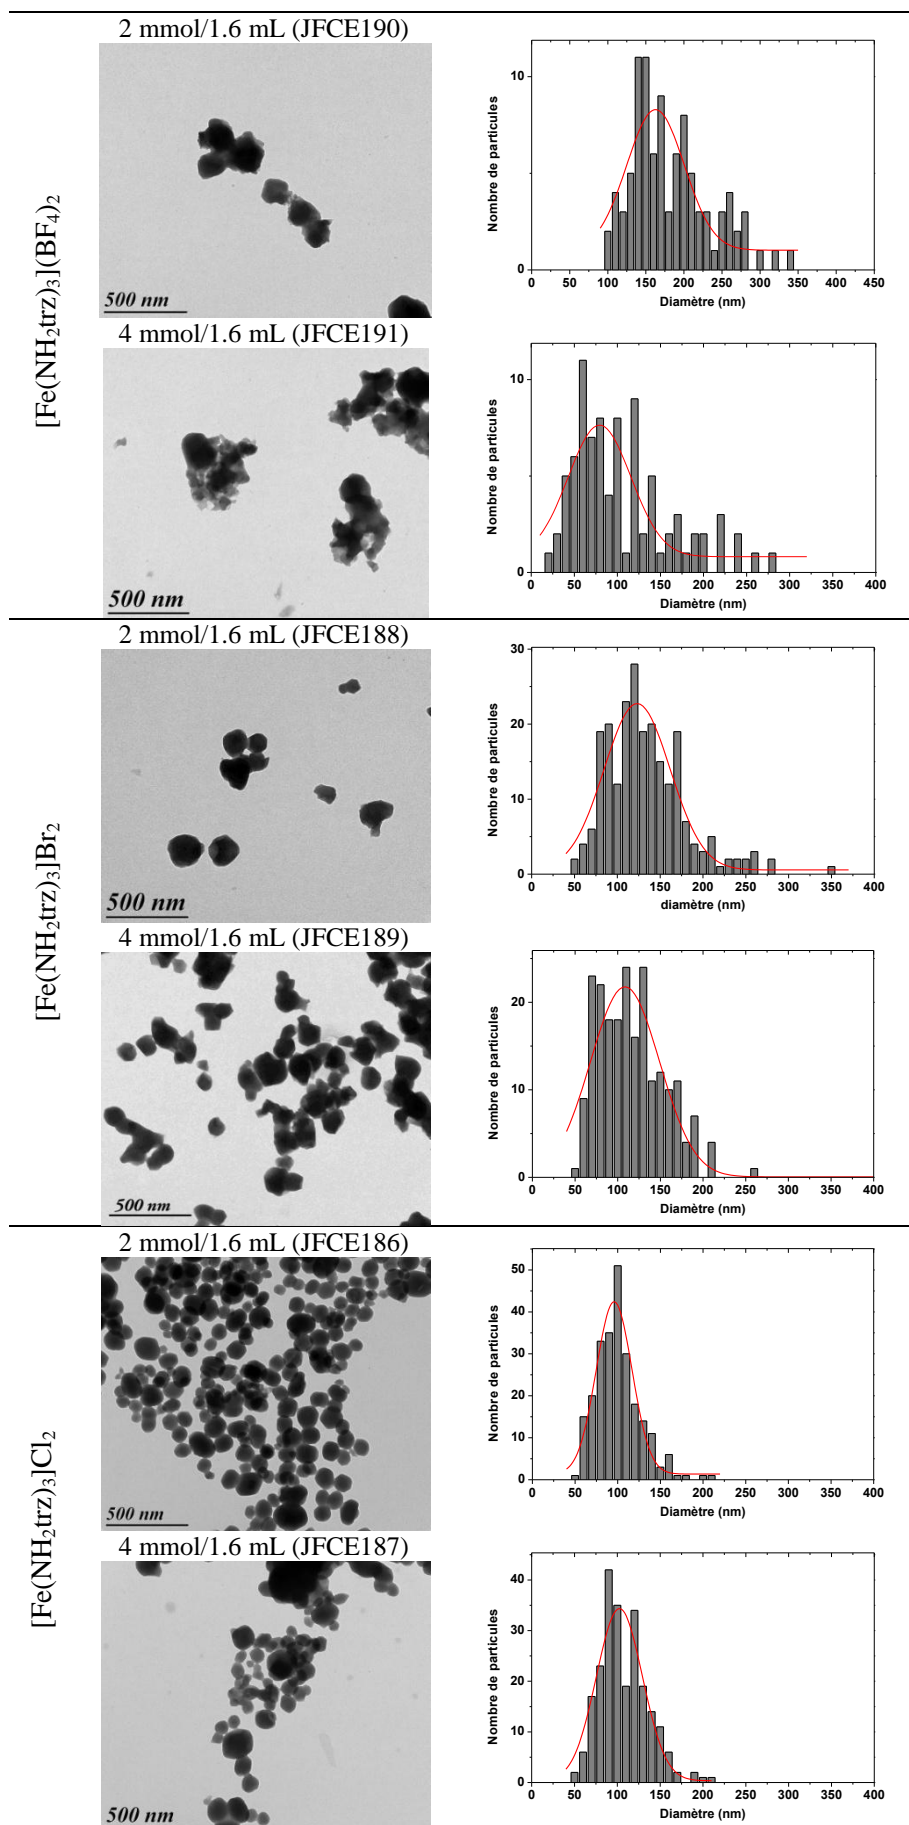 2 mmol/1.6 mL (JFCE190)
[Fe(NH₂trz)₃](BF₄)₂
500 nm
Nombre de particules
10
0
0 50 100 150 200 250 300 350 400 450
Diamètre (nm)
4 mmol/1.6 mL (JFCE191)
500 nm
Nombre de particules
10
0
0 50 100 150 200 250 300 350 400
Diamètre (nm)
2 mmol/1.6 mL (JFCE188)
[Fe(NH₂trz)₃]Br₂
500 nm
Nombre de particules
30
20
10
0
0 50 100 150 200 250 300 350 400
diamètre (nm)
4 mmol/1.6 mL (JFCE189)
500 nm
Nombre de particules
20
10
0
0 50 100 150 200 250 300 350 400
Diamètre (nm)
2 mmol/1.6 mL (JFCE186)
[Fe(NH₂trz)₃]Cl₂
500 nm
Nombre de particules
50
40
30
20
10
0
0 50 100 150 200 250 300 350 400
Diamètre (nm)
4 mmol/1.6 mL (JFCE187)
500 nm
Nombre de particules
40
30
20
10
0
0 50 100 150 200 250 300 350 400
Diamètre (nm)